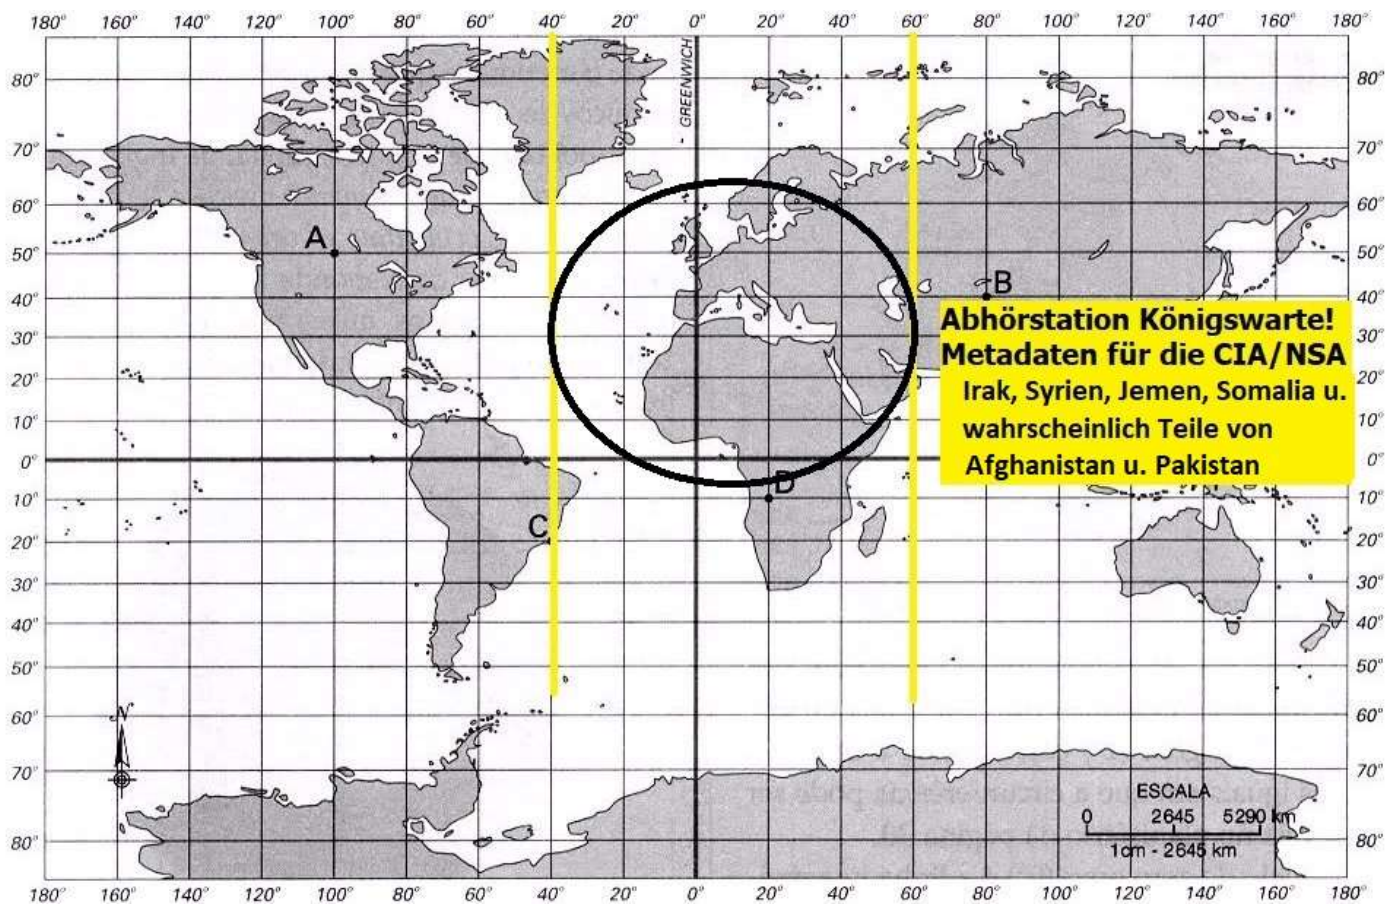 180° 160° 140° 120° 100° 80° 60° 40° 20° 0° 20° 40° 60° 80° 100° 120° 140° 160° 180°
GREENWICH
80° 80°
70° 70°
60° 60°
A
50° 50°
B
40° 40°
Abhörstation Königswarte!
30° 30°
Metadaten für die CIA/NSA
20° 20°
Irak, Syrien, Jemen, Somalia u.
10° 10°
wahrscheinlich Teile von
0° 0°
Afghanistan u. Pakistan
D
10° 10°
C
20° 20°
30° 30°
40° 40°
50° 50°
60° 60°
N
70° 70°
ESCALA
0 2645 5290 km
1cm - 2645 km
80° 80°
180° 160° 140° 120° 100° 80° 60° 40° 20° 0° 20° 40° 60° 80° 100° 120° 140° 160° 180°